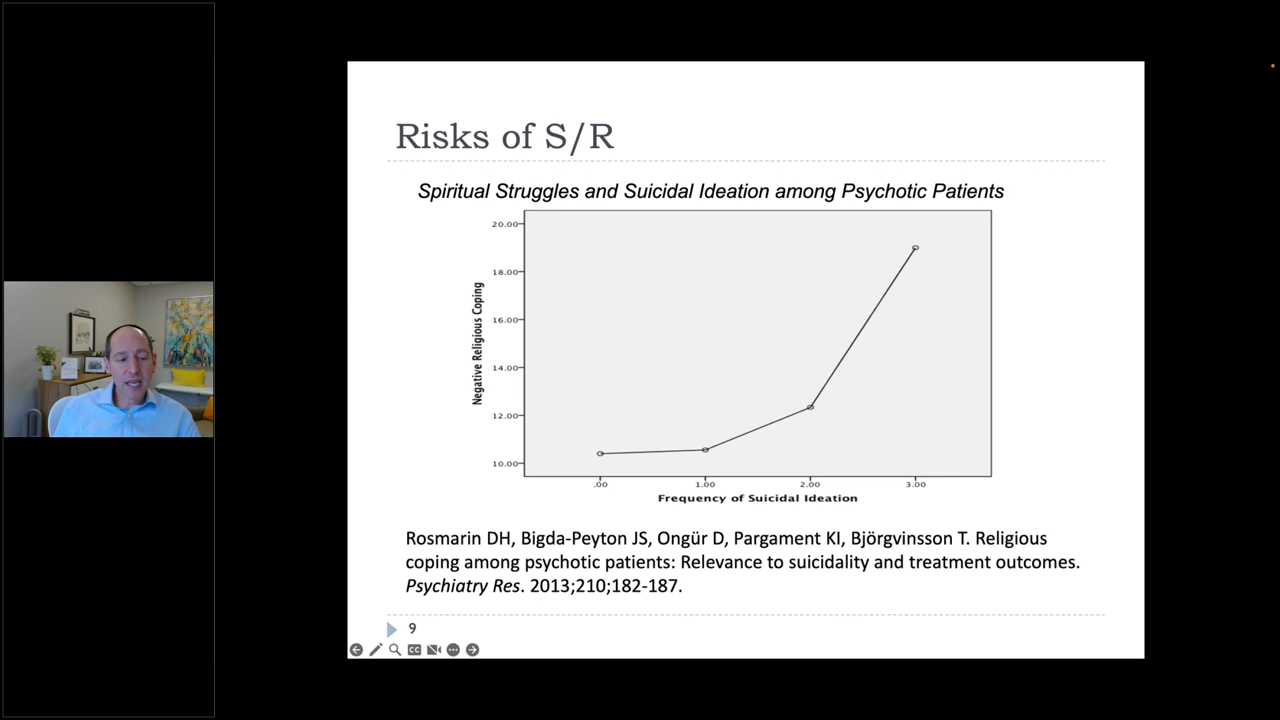 Risks of S/R
Spiritual Struggles and Suicidal Ideation among Psychotic Patients
20.00
18.00
16.00
14.00
12.00
10.00
Negative Religious Coping
.00
1.00
2.00
3.00
Frequency of Suicidal Ideation
Rosmarin DH, Bigda-Peyton JS, Ongür D, Pargament KI, Björgvinsson T. Religious
coping among psychotic patients: Relevance to suicidality and treatment outcomes.
Psychiatry Res. 2013;210;182-187.
9
CC